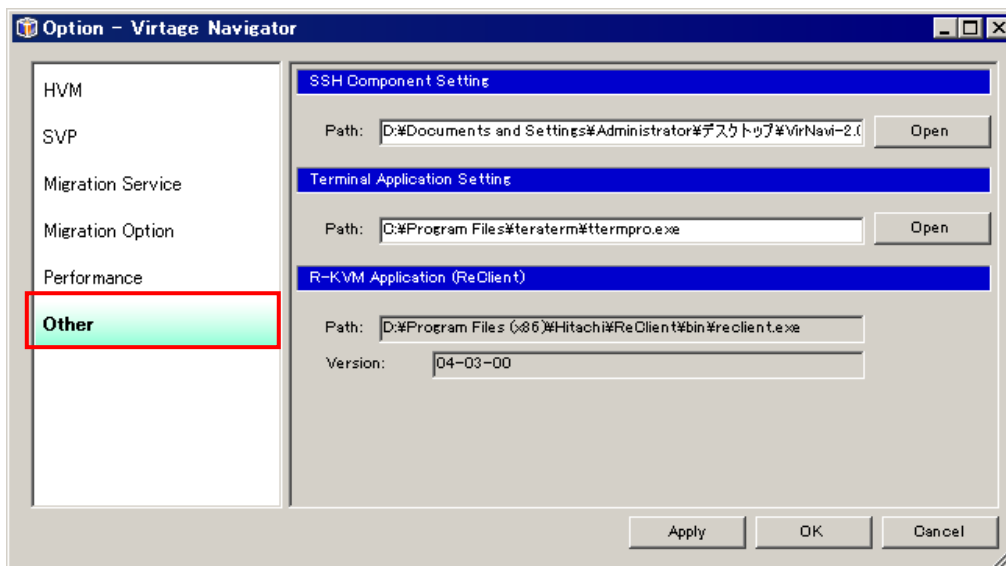 Option - Virtage Navigator
HVM
SVP
Migration Service
Migration Option
Performance
Other
SSH Component Setting
Path: D:¥Documents and Settings¥Administrator¥デスクトップ¥VirNavi-2.( Open
Terminal Application Setting
Path: C:¥Program Files¥teraterm¥ttermpro.exe Open
R-KVM Application (ReClient)
Path: D:¥Program Files (x86)¥Hitachi¥ReClient¥bin¥reclient.exe
Version: 04-03-00
Apply OK Cancel